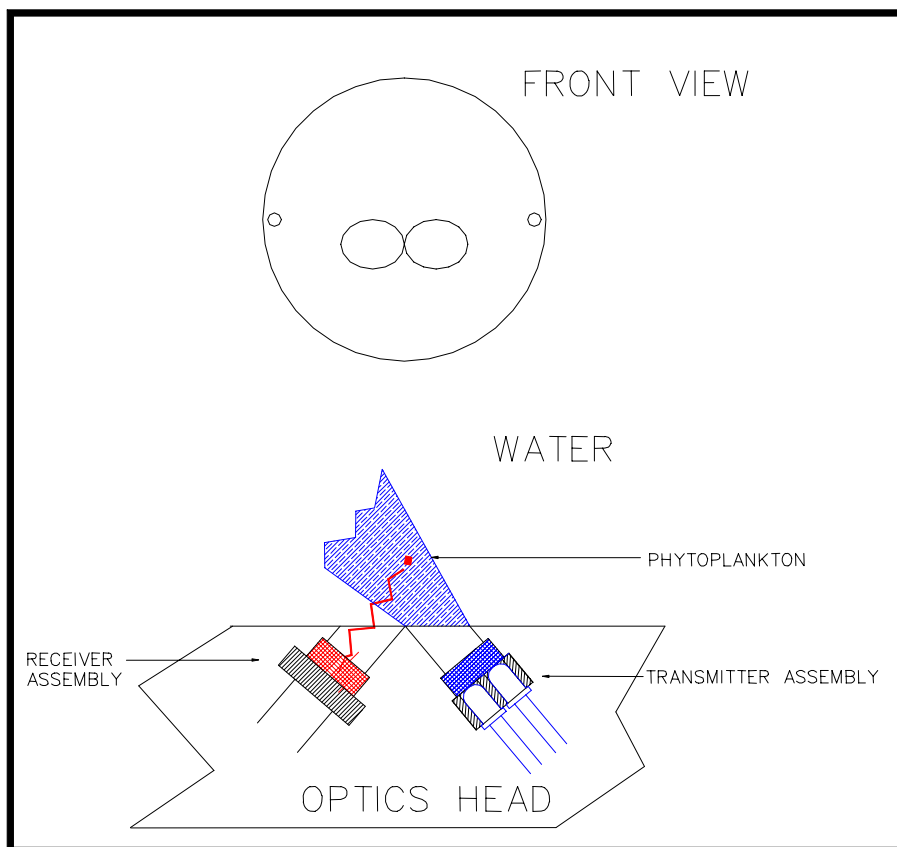 FRONT VIEW
WATER
PHYTOPLANKTON
RECEIVER
ASSEMBLY
TRANSMITTER ASSEMBLY
OPTICS HEAD